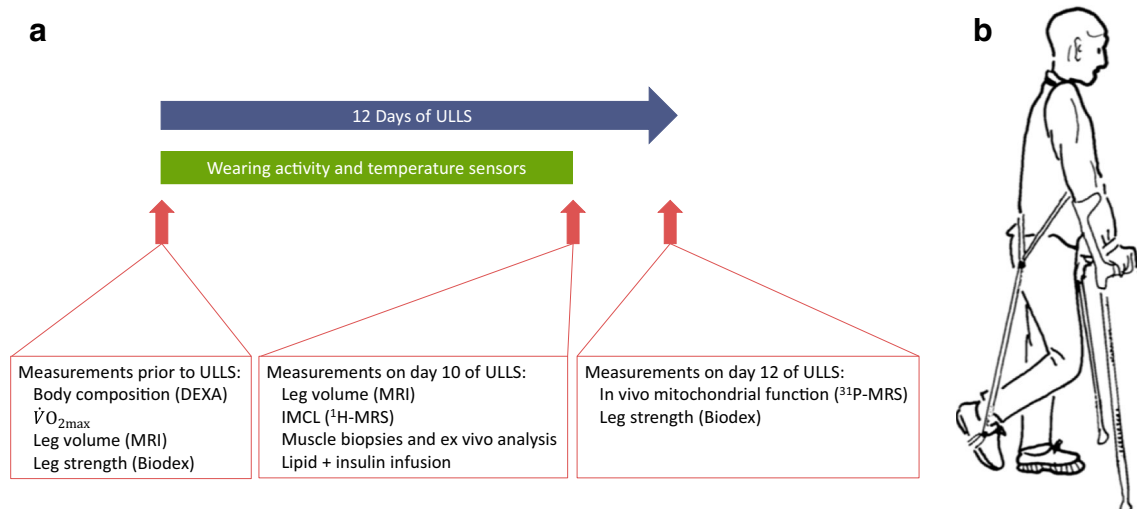 a
b
12 Days of ULLS
Wearing activity and temperature sensors
Measurements prior to ULLS:
Body composition (DEXA)
V̇O₂max
Leg volume (MRI)
Leg strength (Biodex)
Measurements on day 10 of ULLS:
Leg volume (MRI)
IMCL (¹H-MRS)
Muscle biopsies and ex vivo analysis
Lipid + insulin infusion
Measurements on day 12 of ULLS:
In vivo mitochondrial function (³¹P-MRS)
Leg strength (Biodex)